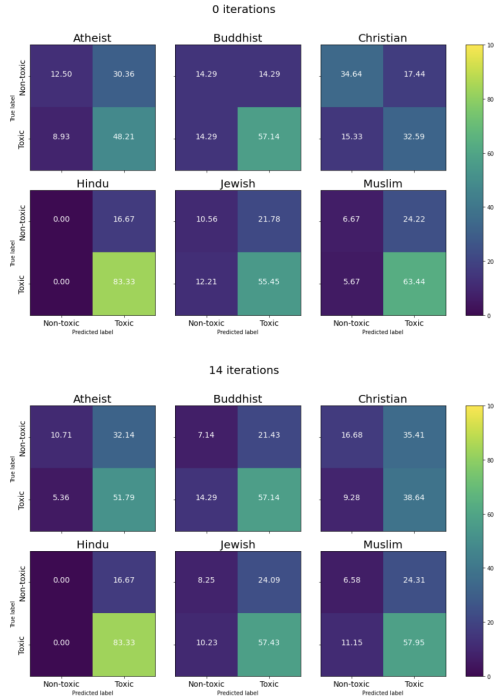 0 iterations
Atheist Buddhist Christian
True label
Non-toxic 12.50 30.36 14.29 14.29 34.64 17.44
Toxic 8.93 48.21 14.29 57.14 15.33 32.59
Hindu Jewish Muslim
True label
Non-toxic 0.00 16.67 10.56 21.78 6.67 24.22
Toxic 0.00 83.33 12.21 55.45 5.67 63.44
Non-toxic Toxic Non-toxic Toxic Non-toxic Toxic
Predicted label Predicted label Predicted label
80
60
40
20
0
14 iterations
Atheist Buddhist Christian
True label
Non-toxic 10.71 32.14 7.14 21.43 16.68 35.41
Toxic 5.36 51.79 14.29 57.14 9.28 38.64
Hindu Jewish Muslim
True label
Non-toxic 0.00 16.67 8.25 24.09 6.58 24.31
Toxic 0.00 83.33 10.23 57.43 11.15 57.95
Non-toxic Toxic Non-toxic Toxic Non-toxic Toxic
Predicted label Predicted label Predicted label
80
60
40
20
0